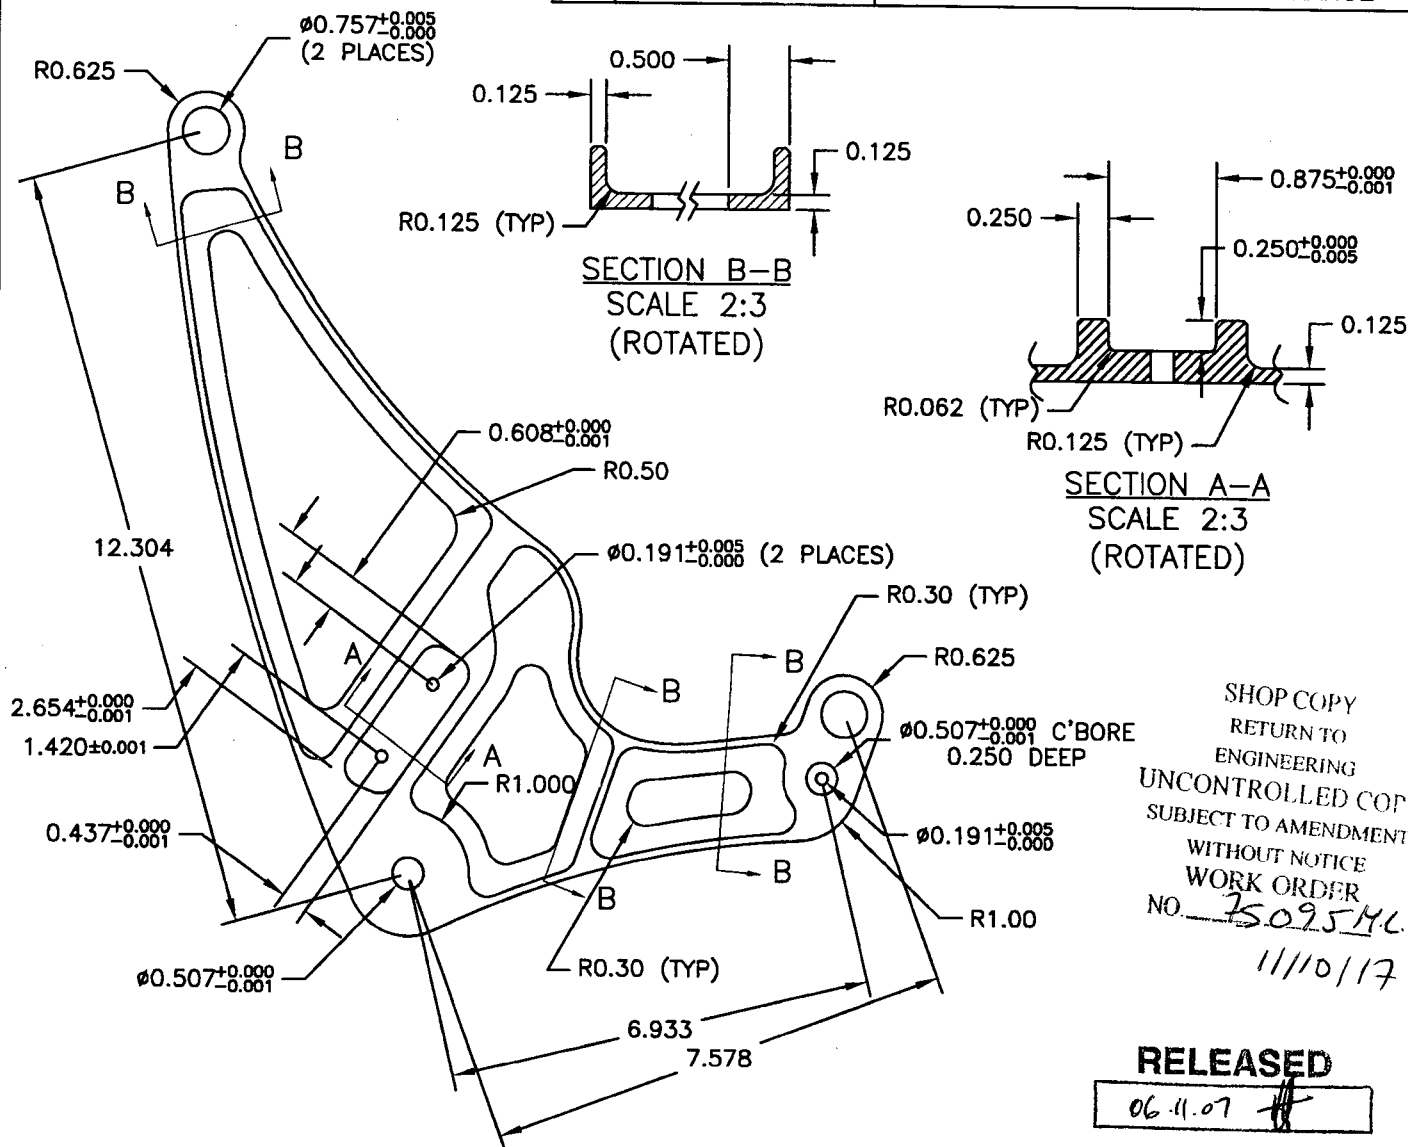 ø0.757+0.005 -0.000
(2 PLACES)
R0.625
B
B
0.500
0.125
0.125
R0.125 (TYP)
SECTION B-B
SCALE 2:3
(ROTATED)
0.875+0.000 -0.001
0.250
0.250+0.000 -0.005
0.125
R0.062 (TYP)
R0.125 (TYP)
SECTION A-A
SCALE 2:3
(ROTATED)
0.608+0.000 -0.001
R0.50
12.304
ø0.191+0.005 -0.000 (2 PLACES)
R0.30 (TYP)
R0.625
A
B
B
2.654+0.000 -0.001
1.420±0.001
A
R1.000
ø0.507+0.000 -0.001 C'BORE
0.250 DEEP
0.437+0.000 -0.001
ø0.191+0.005 -0.000
B
B
R1.00
ø0.507+0.000 -0.001
R0.30 (TYP)
6.933
7.578
SHOP COPY
RETURN TO
ENGINEERING
UNCONTROLLED COP
SUBJECT TO AMENDMENT
WITHOUT NOTICE
WORK ORDER
NO.
11/10/17
RELEASED
06.11.07